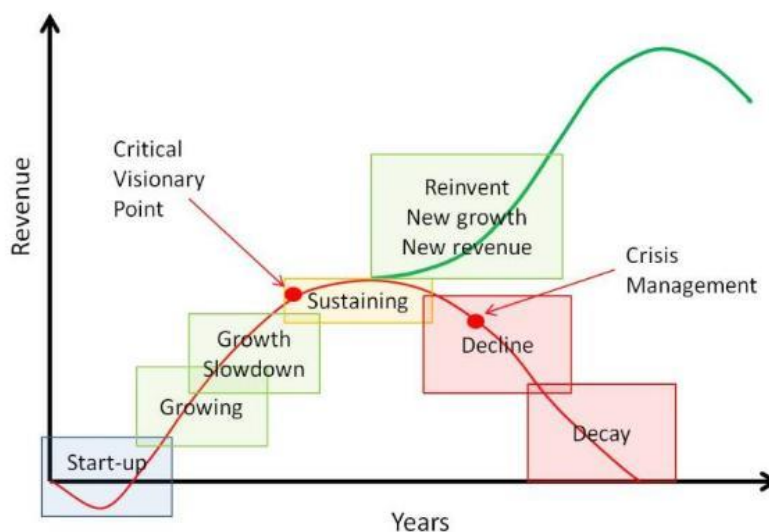 Revenue
Critical
Visionary
Point
Reinvent
New growth
New revenue
Crisis
Management
Sustaining
Growth
Slowdown
Decline
Growing
Decay
Start-up
Years